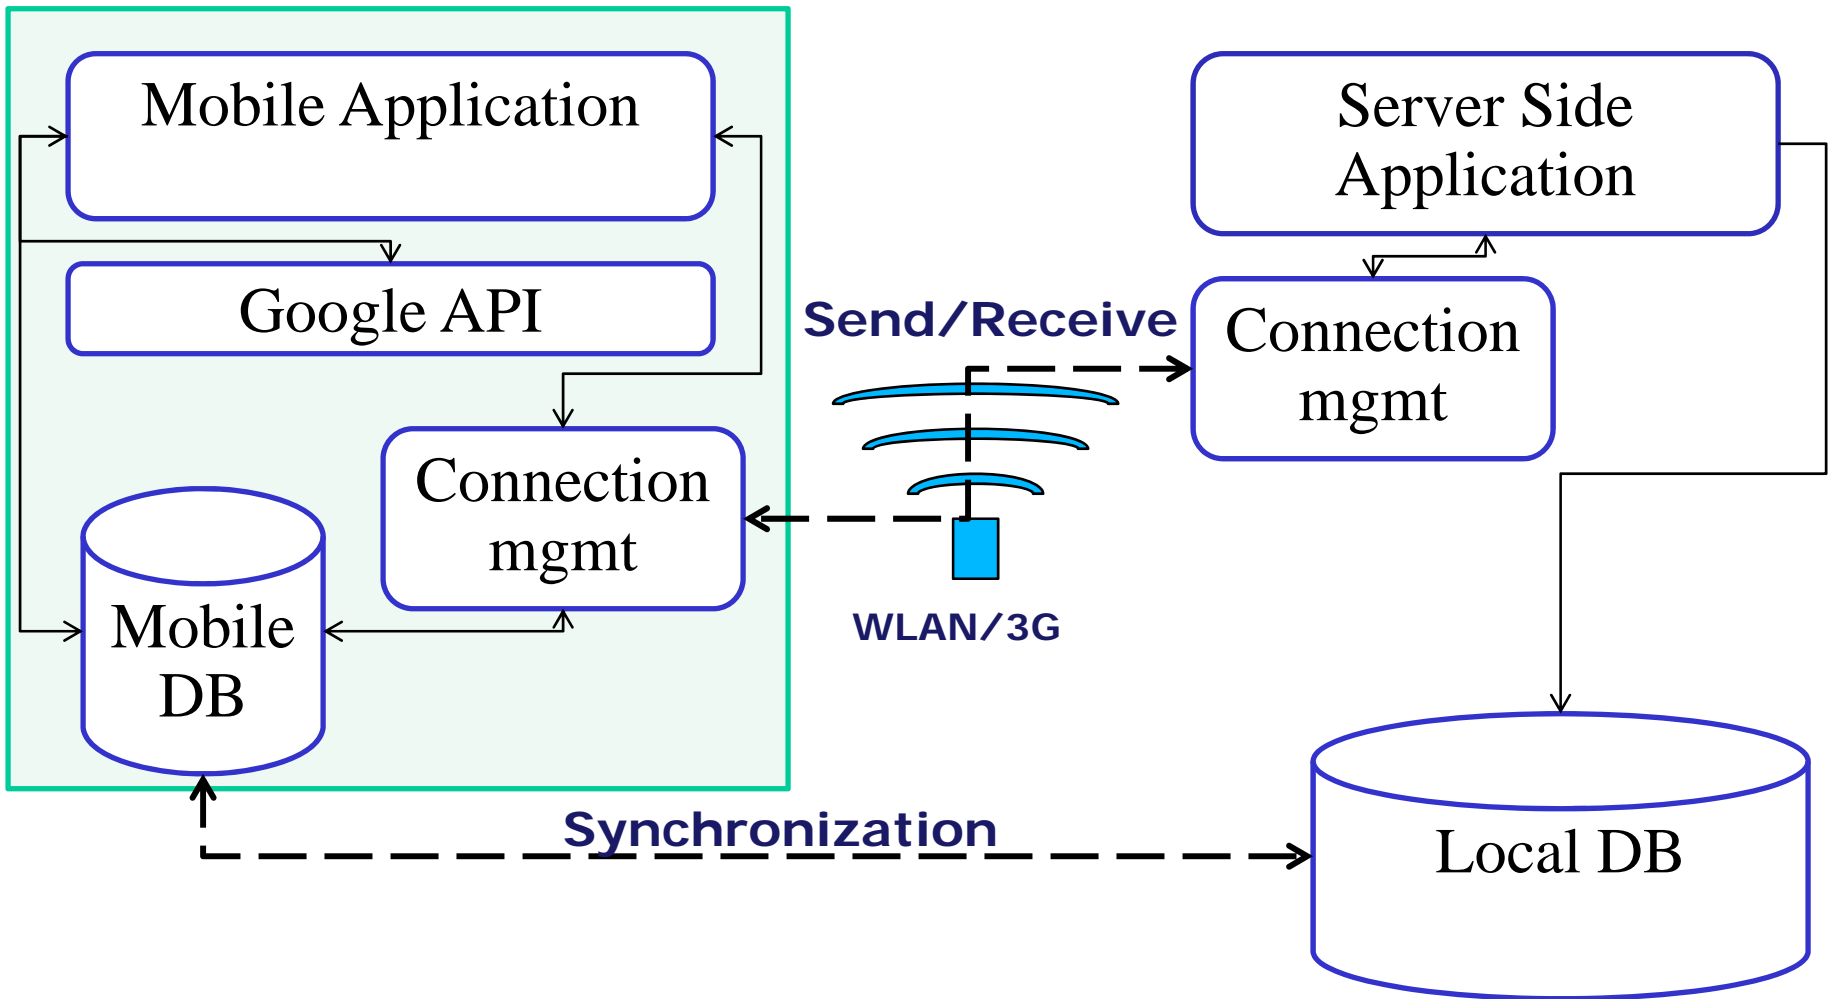 Mobile Application
Google API
Connection
mgmt
Mobile
DB
Send/Receive
WLAN/3G
Synchronization
Server Side
Application
Connection
mgmt
Local DB